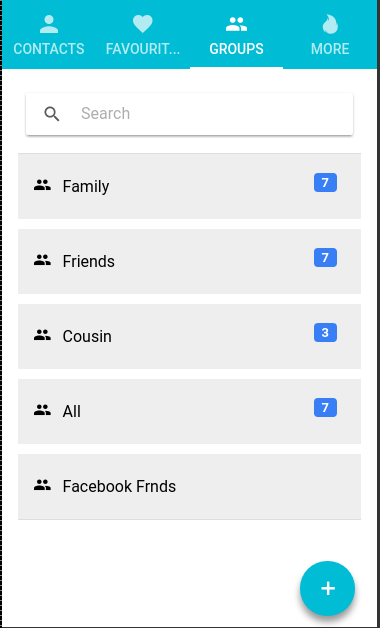 CONTACTS FAVOURIT... GROUPS MORE
Search
Family 7
Friends 7
Cousin 3
All 7
Facebook Frnds
+